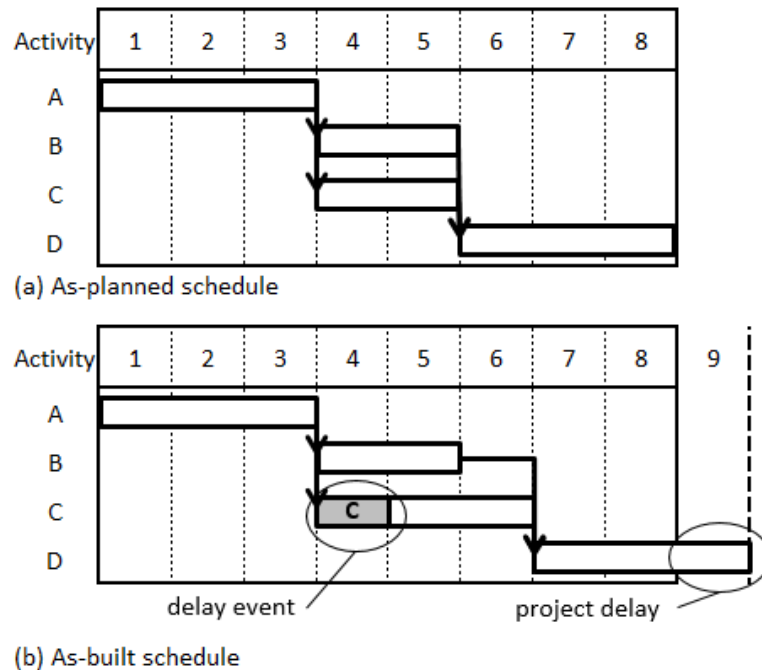 Activity 1 2 3 4 5 6 7 8
A
B
C
D
(a) As-planned schedule
Activity 1 2 3 4 5 6 7 8 9
A
B
C C
D
delay event project delay
(b) As-built schedule